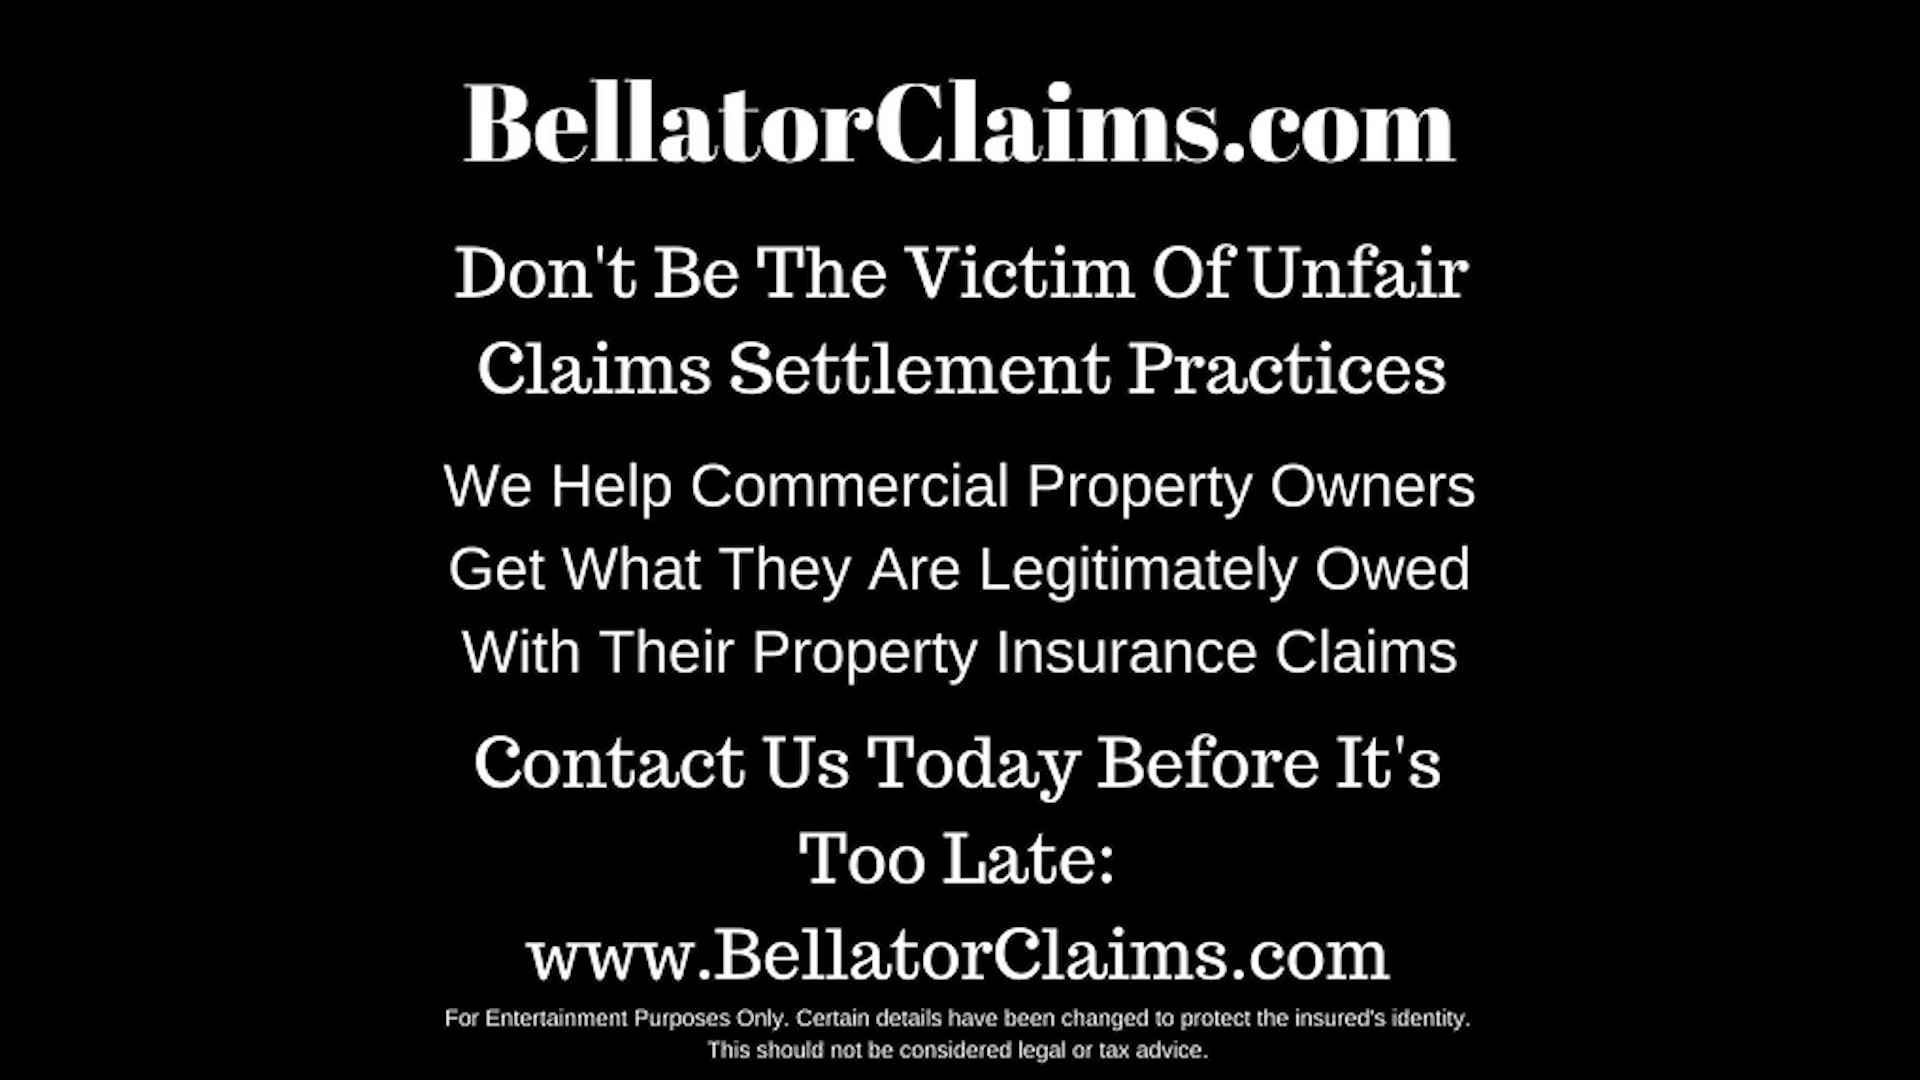 BellatorClaims.com
Don't Be The Victim Of Unfair
Claims Settlement Practices
We Help Commercial Property Owners
Get What They Are Legitimately Owed
With Their Property Insurance Claims
Contact Us Today Before It's
Too Late:
www.BellatorClaims.com
For Entertainment Purposes Only. Certain details have been changed to protect the insured's identity.
This should not be considered legal or tax advice.